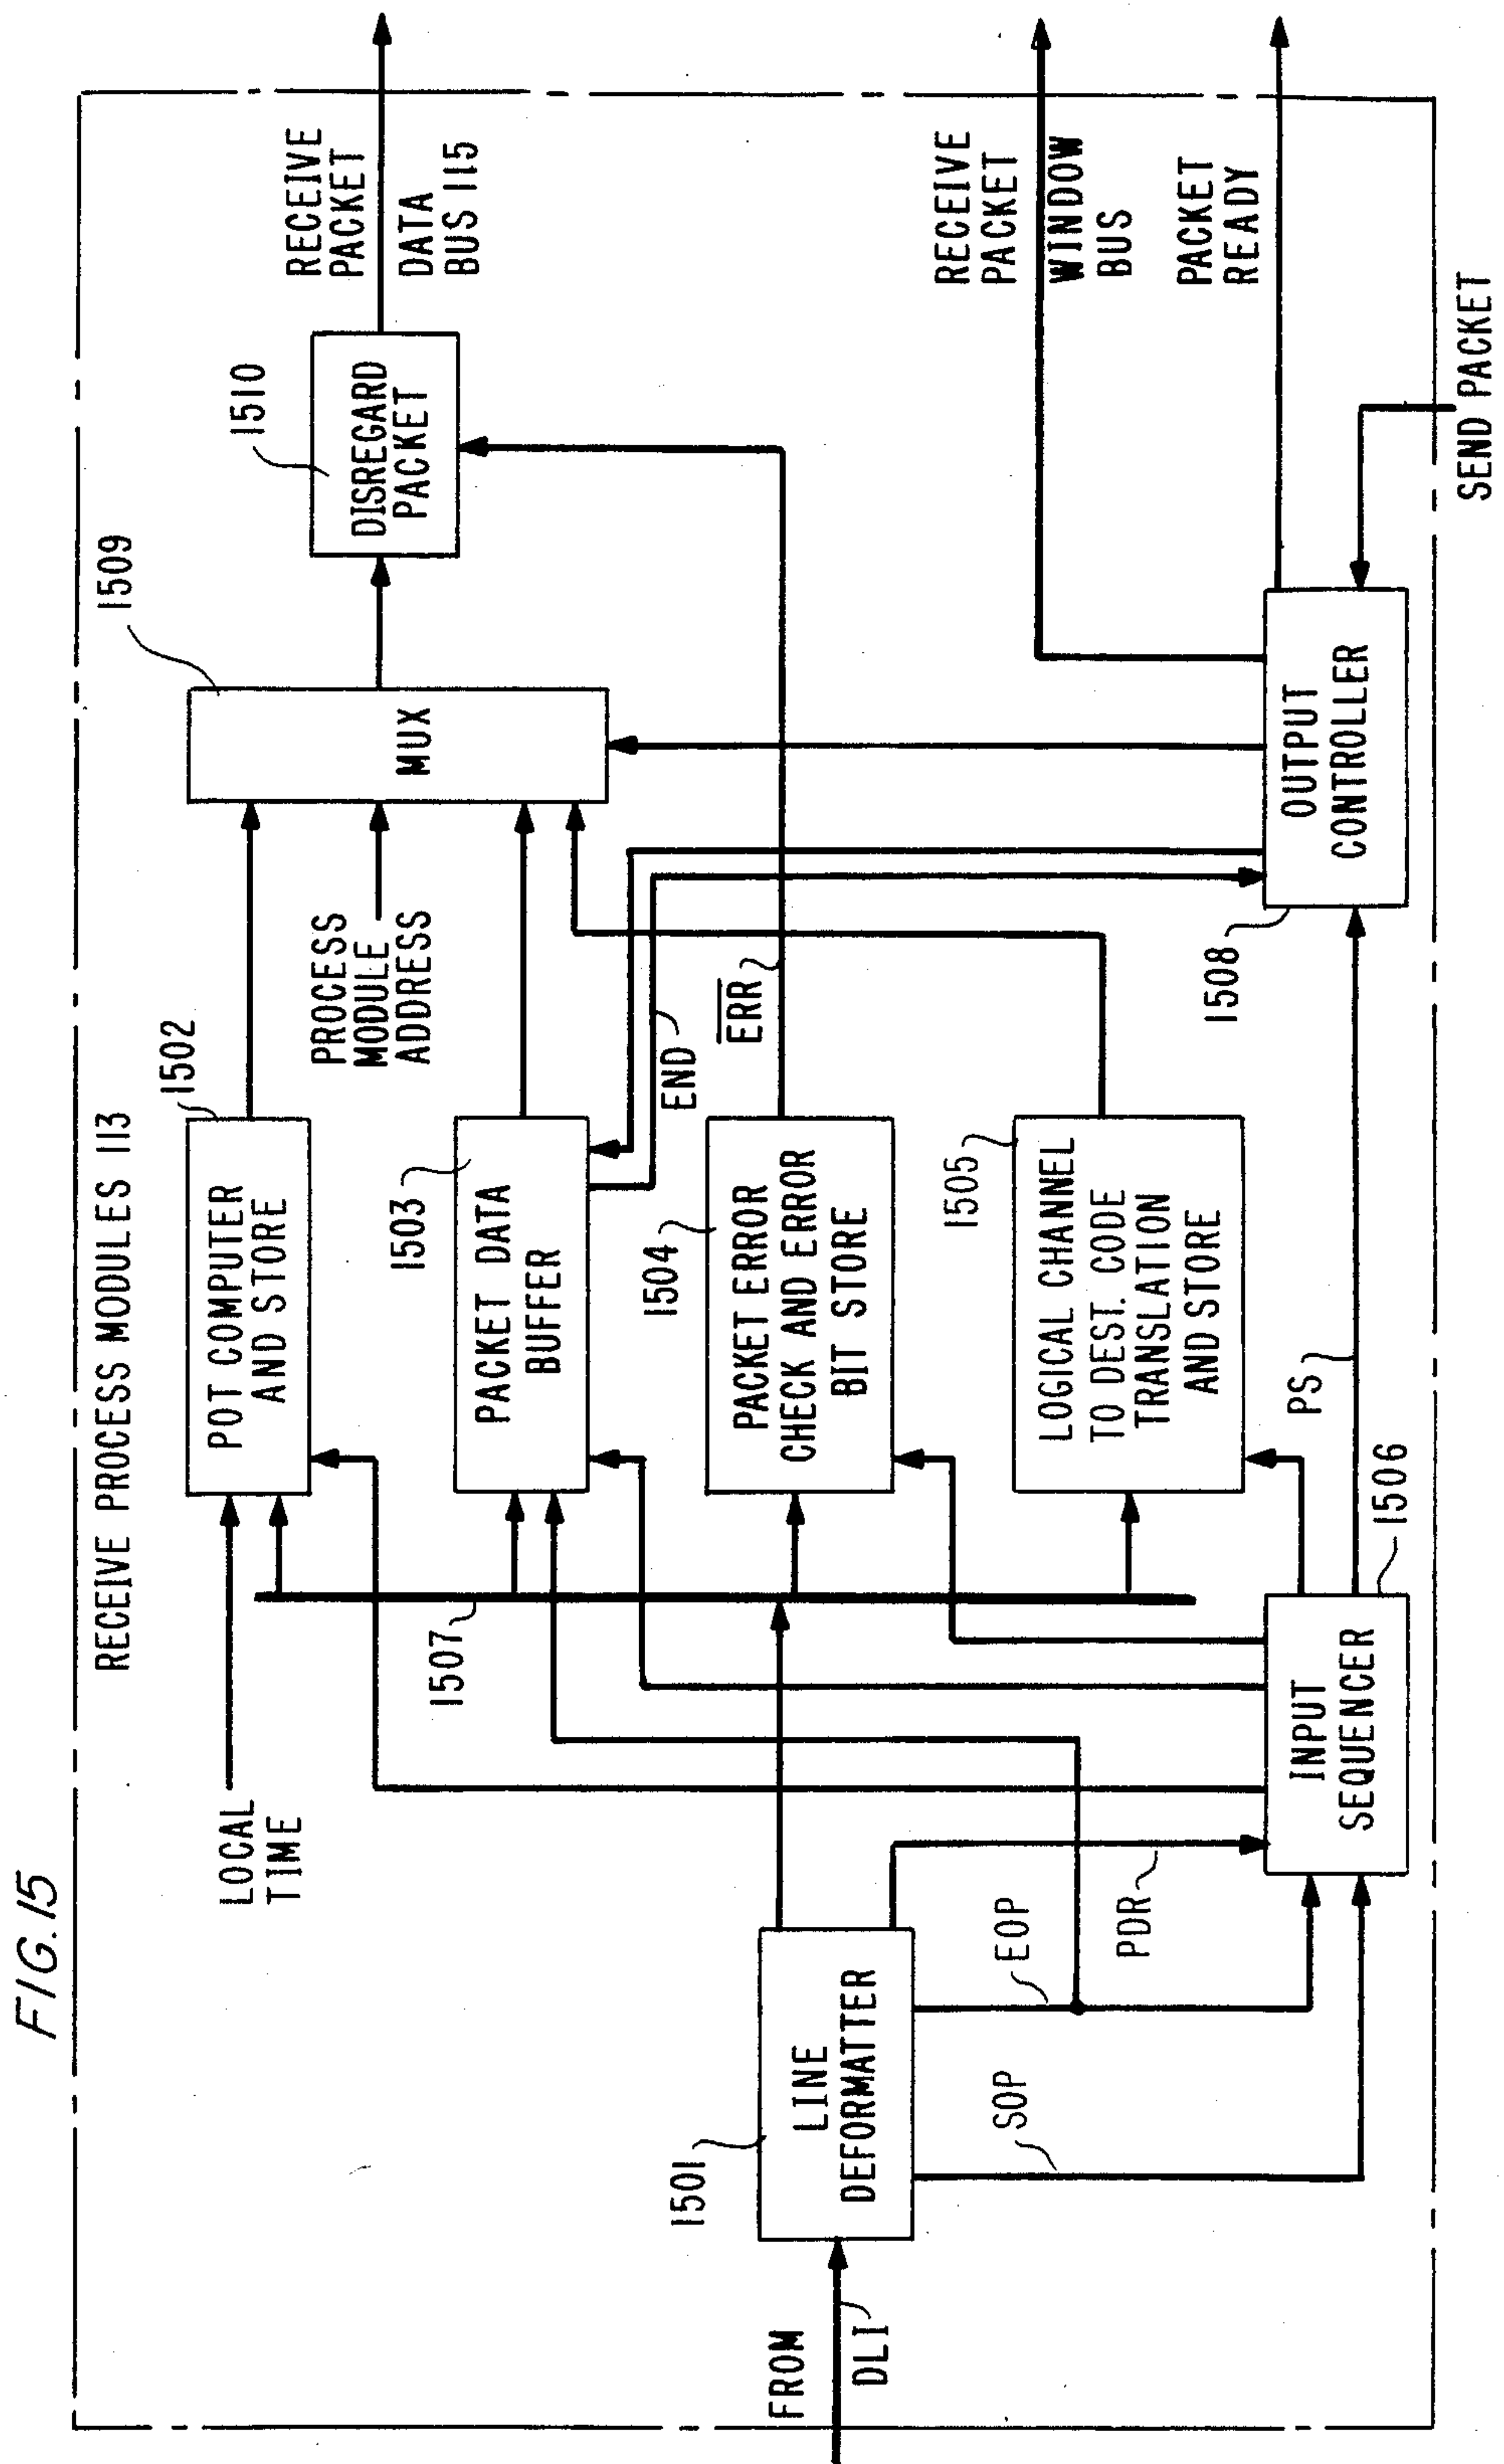 FIG. 15
RECEIVE PROCESS MODULES 113
FROM
DLI
1501
LINE
DEFORMATTER
SOP
EOP
PDR
LOCAL
TIME
1507
INPUT
SEQUENCER
1506
PS
1502
POT COMPUTER
AND STORE
1503
PACKET DATA
BUFFER
1504
PACKET ERROR
CHECK AND ERROR
BIT STORE
1505
LOGICAL CHANNEL
TO DEST. CODE
TRANSLATION
AND STORE
PROCESS
MODULE
ADDRESS
END
E̅R̅R̅
1508
OUTPUT
CONTROLLER
1509
MUX
1510
DISREGARD
PACKET
RECEIVE
PACKET
DATA
BUS 115
RECEIVE
PACKET
WINDOW
BUS
PACKET
READY
SEND PACKET